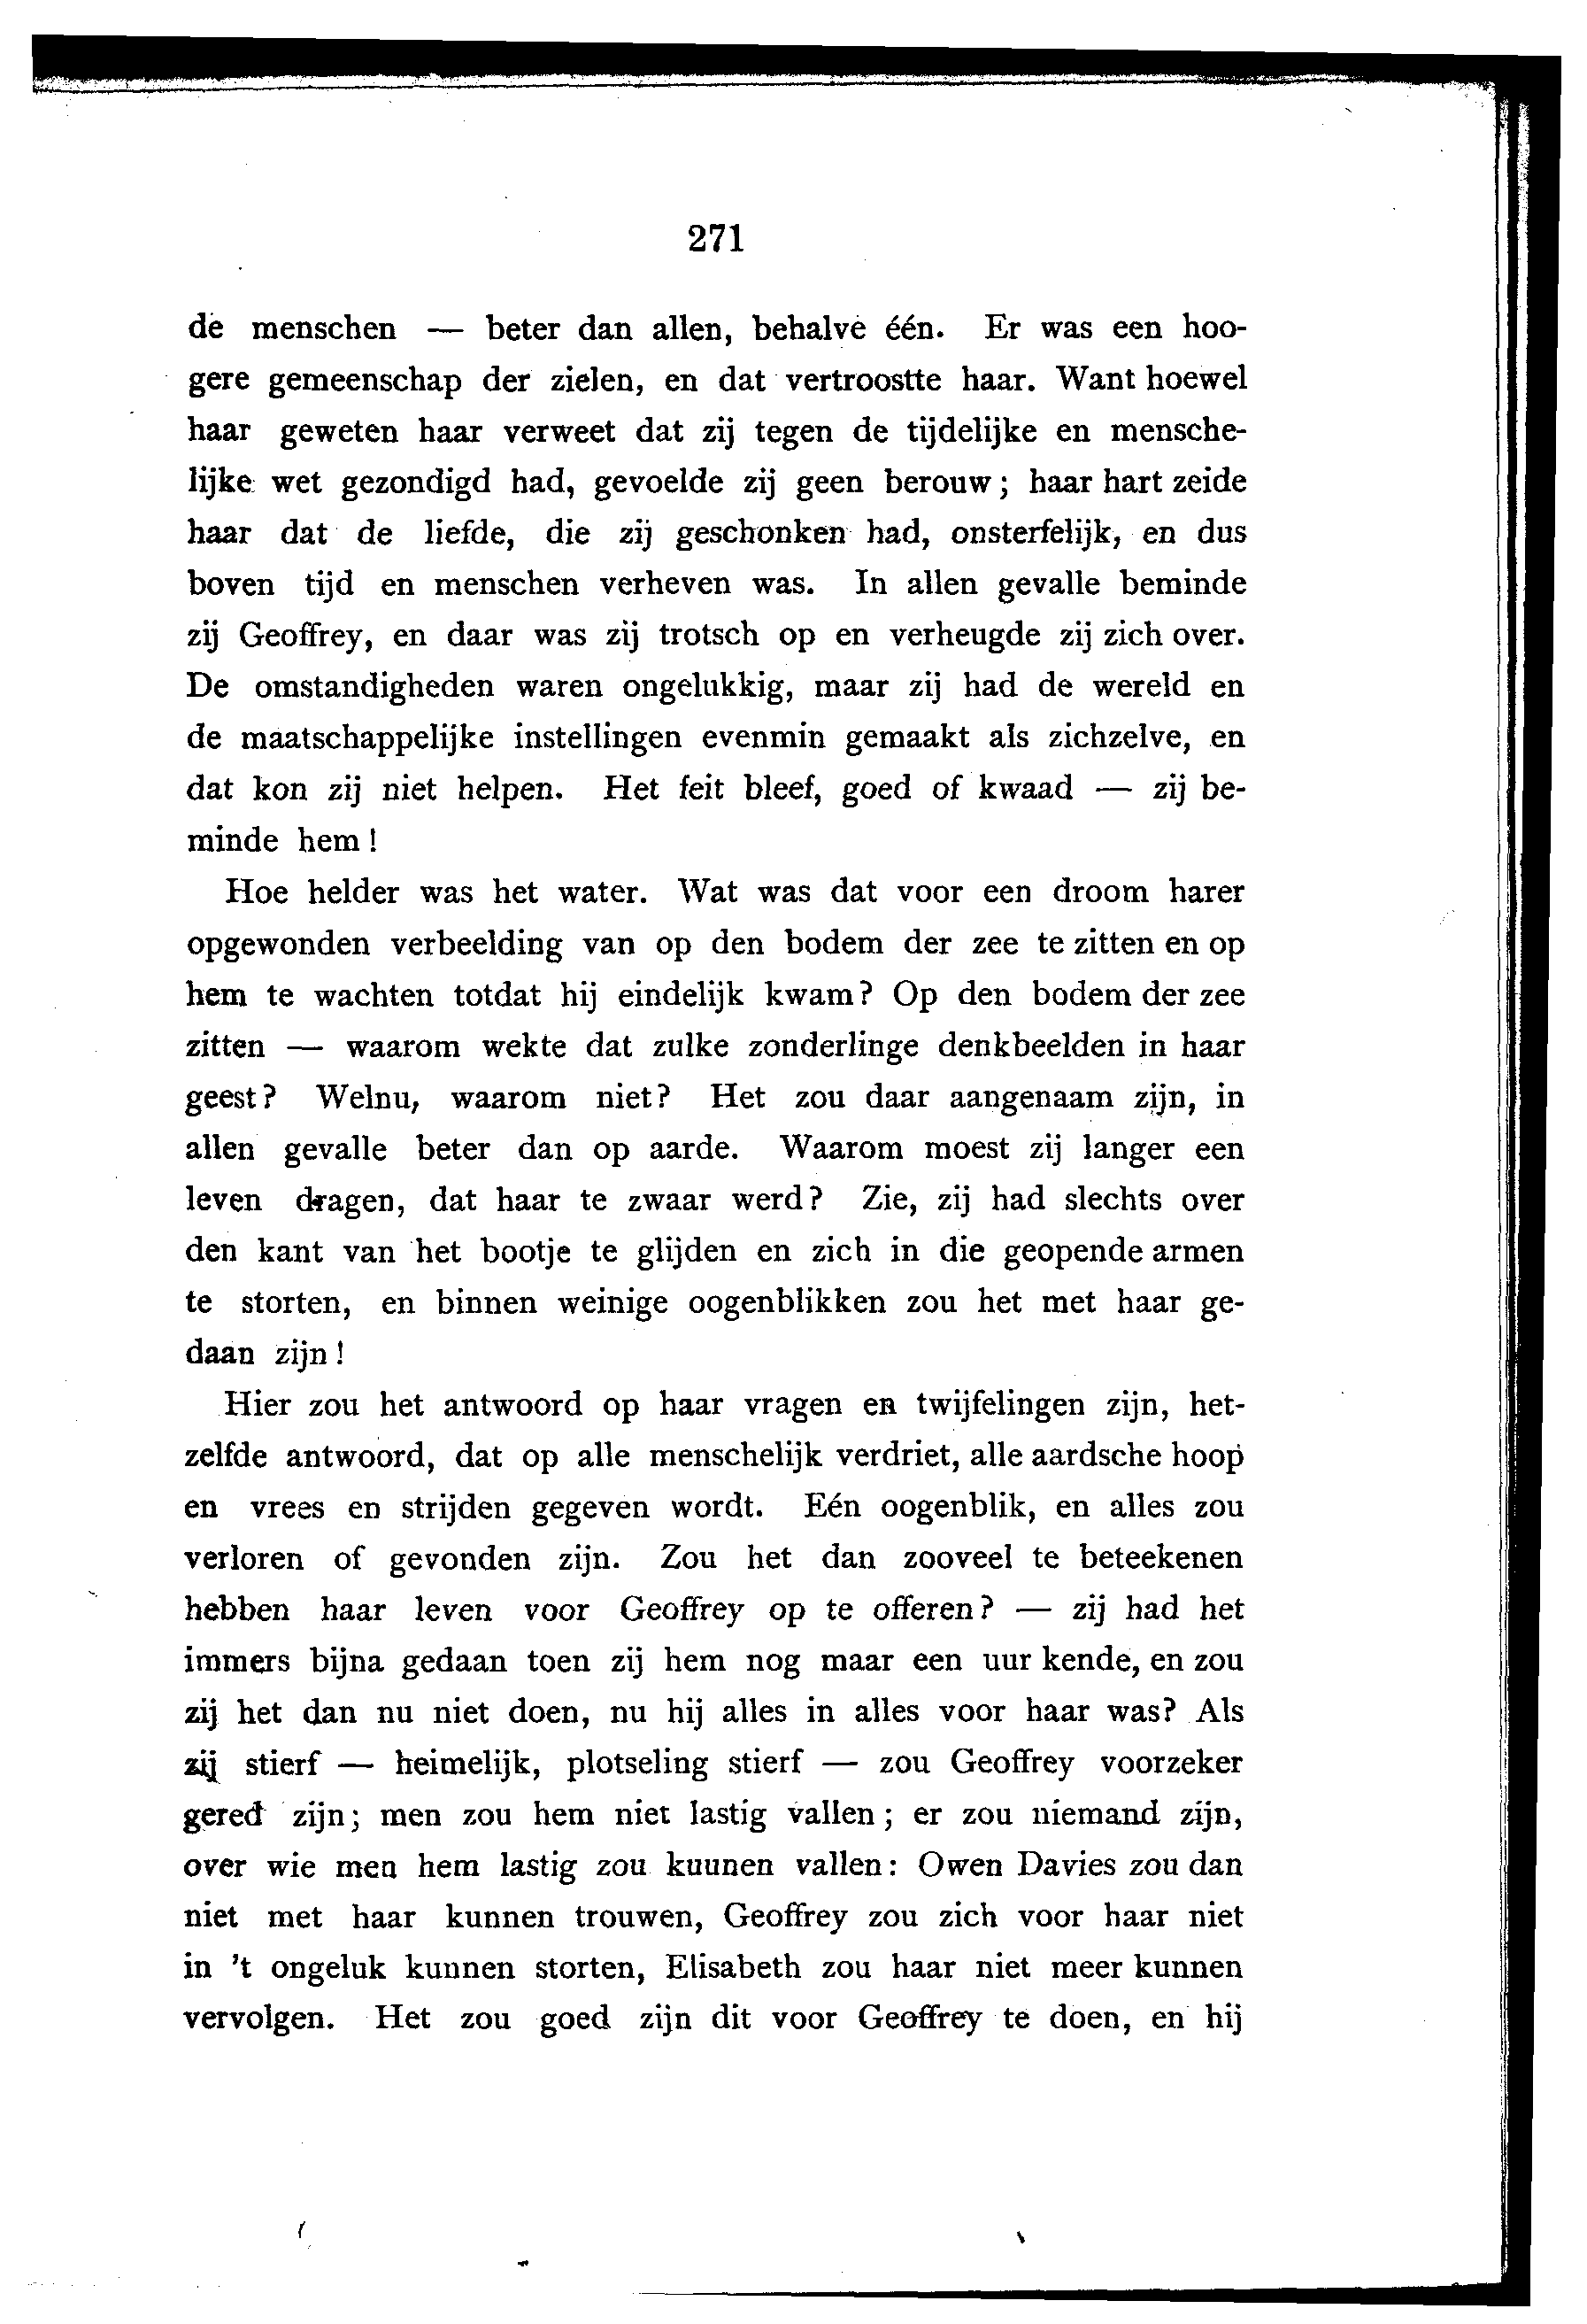 271
de menschen — beter dan allen, behalve één. Er was een hoo-
gere gemeenschap der zielen, en dat vertroostte haar. Want hoewel
haar geweten haar verweet dat zij tegen de tijdelijke en mensche-
lijke wet gezondigd had, gevoelde zij geen berouw; haar hart zeide
haar dat de liefde, die zij geschonken had, onsterfelijk, en dus
boven tijd en menschen verheven was. In allen gevalle beminde
zij Geoffrey, en daar was zij trotsch op en verheugde zij zich over.
De omstandigheden waren ongelukkig, maar zij had de wereld en
de maatschappelijke instellingen evenmin gemaakt als zichzelve, en
dat kon zij niet helpen. Het feit bleef, goed of kwaad — zij be-
minde hem!
Hoe helder was het water. Wat was dat voor een droom harer
opgewonden verbeelding van op den bodem der zee te zitten en op
hem te wachten totdat hij eindelijk kwam? Op den bodem der zee
zitten — waarom wekte dat zulke zonderlinge denkbeelden in haar
geest? Welnu, waarom niet? Het zou daar aangenaam zijn, in
allen gevalle beter dan op aarde. Waarom moest zij langer een
leven dragen, dat haar te zwaar werd? Zie, zij had slechts over
den kant van het bootje te glijden en zich in die geopende armen
te storten, en binnen weinige oogenblikken zou het met haar ge-
daan zijn!
Hier zou het antwoord op haar vragen en twijfelingen zijn, het-
zelfde antwoord, dat op alle menschelijk verdriet, alle aardsche hoop
en vrees en strijden gegeven wordt. Eén oogenblik, en alles zou
verloren of gevonden zijn. Zou het dan zooveel te beteekenen
hebben haar leven voor Geoffrey op te offeren? — zij had het
immers bijna gedaan toen zij hem nog maar een uur kende, en zou
zij het dan nu niet doen, nu hij alles in alles voor haar was? Als
zij stierf — heimelijk, plotseling stierf — zou Geoffrey voorzeker
gered zijn; men zou hem niet lastig vallen; er zou niemand zijn,
over wie men hem lastig zou kuunen vallen: Owen Davies zou dan
niet met haar kunnen trouwen, Geoffrey zou zich voor haar niet
in 't ongeluk kunnen storten, Elisabeth zou haar niet meer kunnen
vervolgen. Het zou goed zijn dit voor Geoffrey te doen, en hij